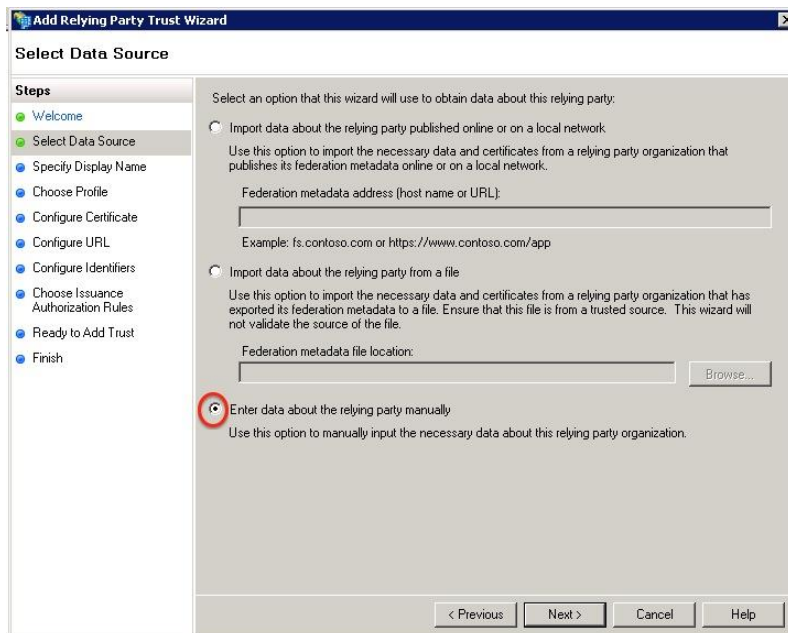 Add Relying Party Trust Wizard
Select Data Source
Steps
Welcome
Select Data Source
Specify Display Name
Choose Profile
Configure Certificate
Configure URL
Configure Identifiers
Choose Issuance
Authorization Rules
Ready to Add Trust
Finish
Select an option that this wizard will use to obtain data about this relying party:
Import data about the relying party published online or on a local network
Use this option to import the necessary data and certificates from a relying party organization that
publishes its federation metadata online or on a local network.
Federation metadata address (host name or URL):
Example: fs.contoso.com or https://www.contoso.com/app
Import data about the relying party from a file
Use this option to import the necessary data and certificates from a relying party organization that has
exported its federation metadata to a file. Ensure that this file is from a trusted source. This wizard will
not validate the source of the file.
Federation metadata file location:
Browse...
Enter data about the relying party manually
Use this option to manually input the necessary data about this relying party organization.
< Previous
Next >
Cancel
Help